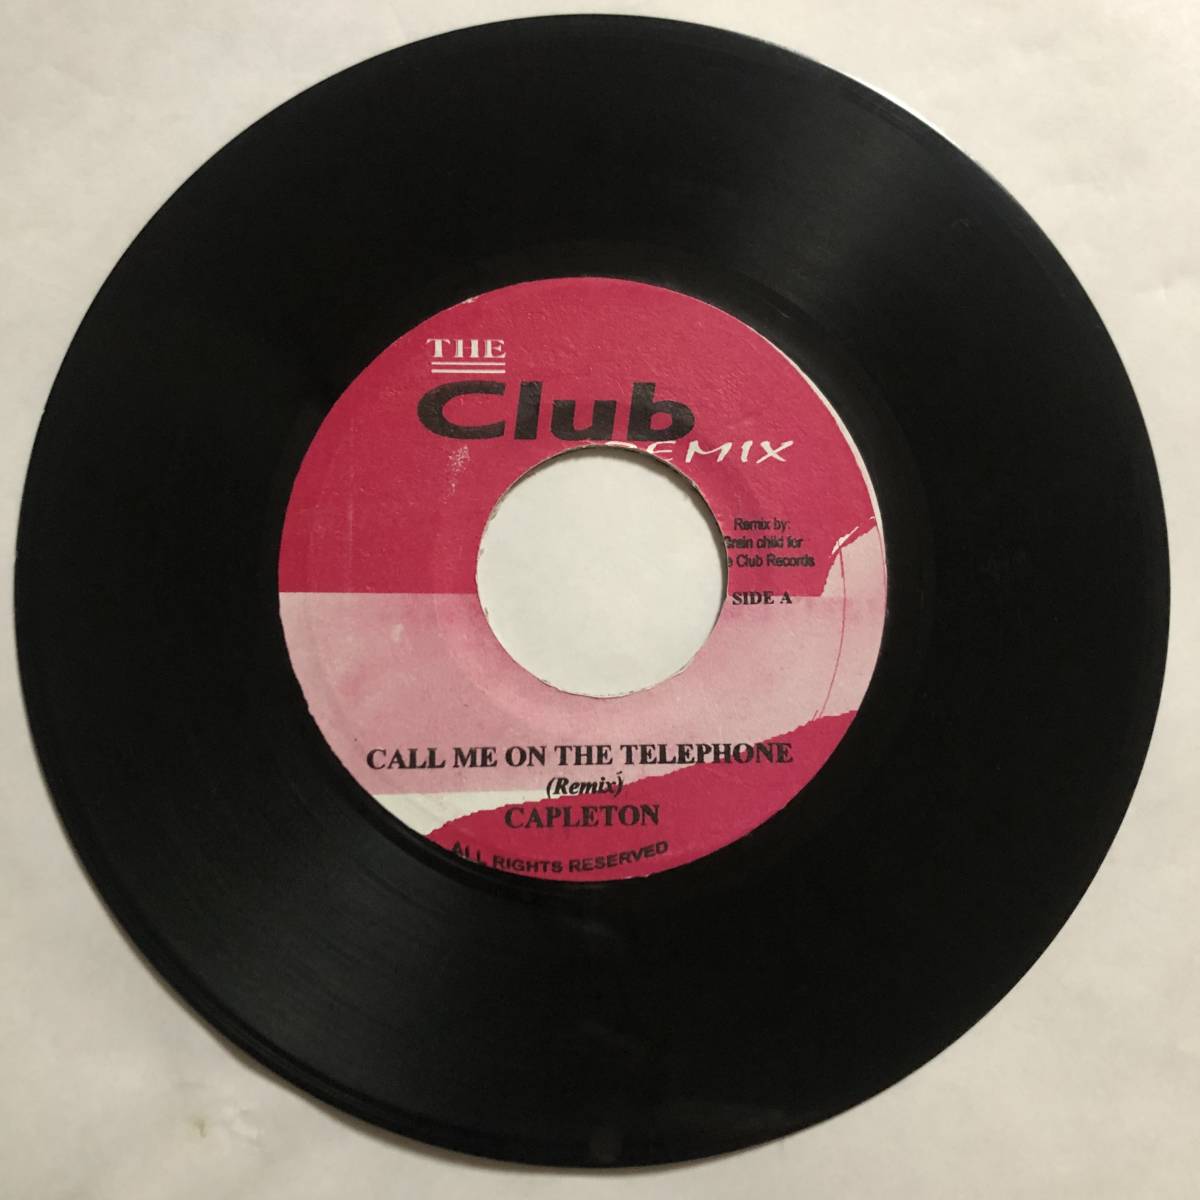 THE
Club
REMIX
Remix by:
Brain child for
e Club Records
SIDE A
CALL ME ON THE TELEPHONE
(Remix)
CAPLETON
ALL RIGHTS RESERVED